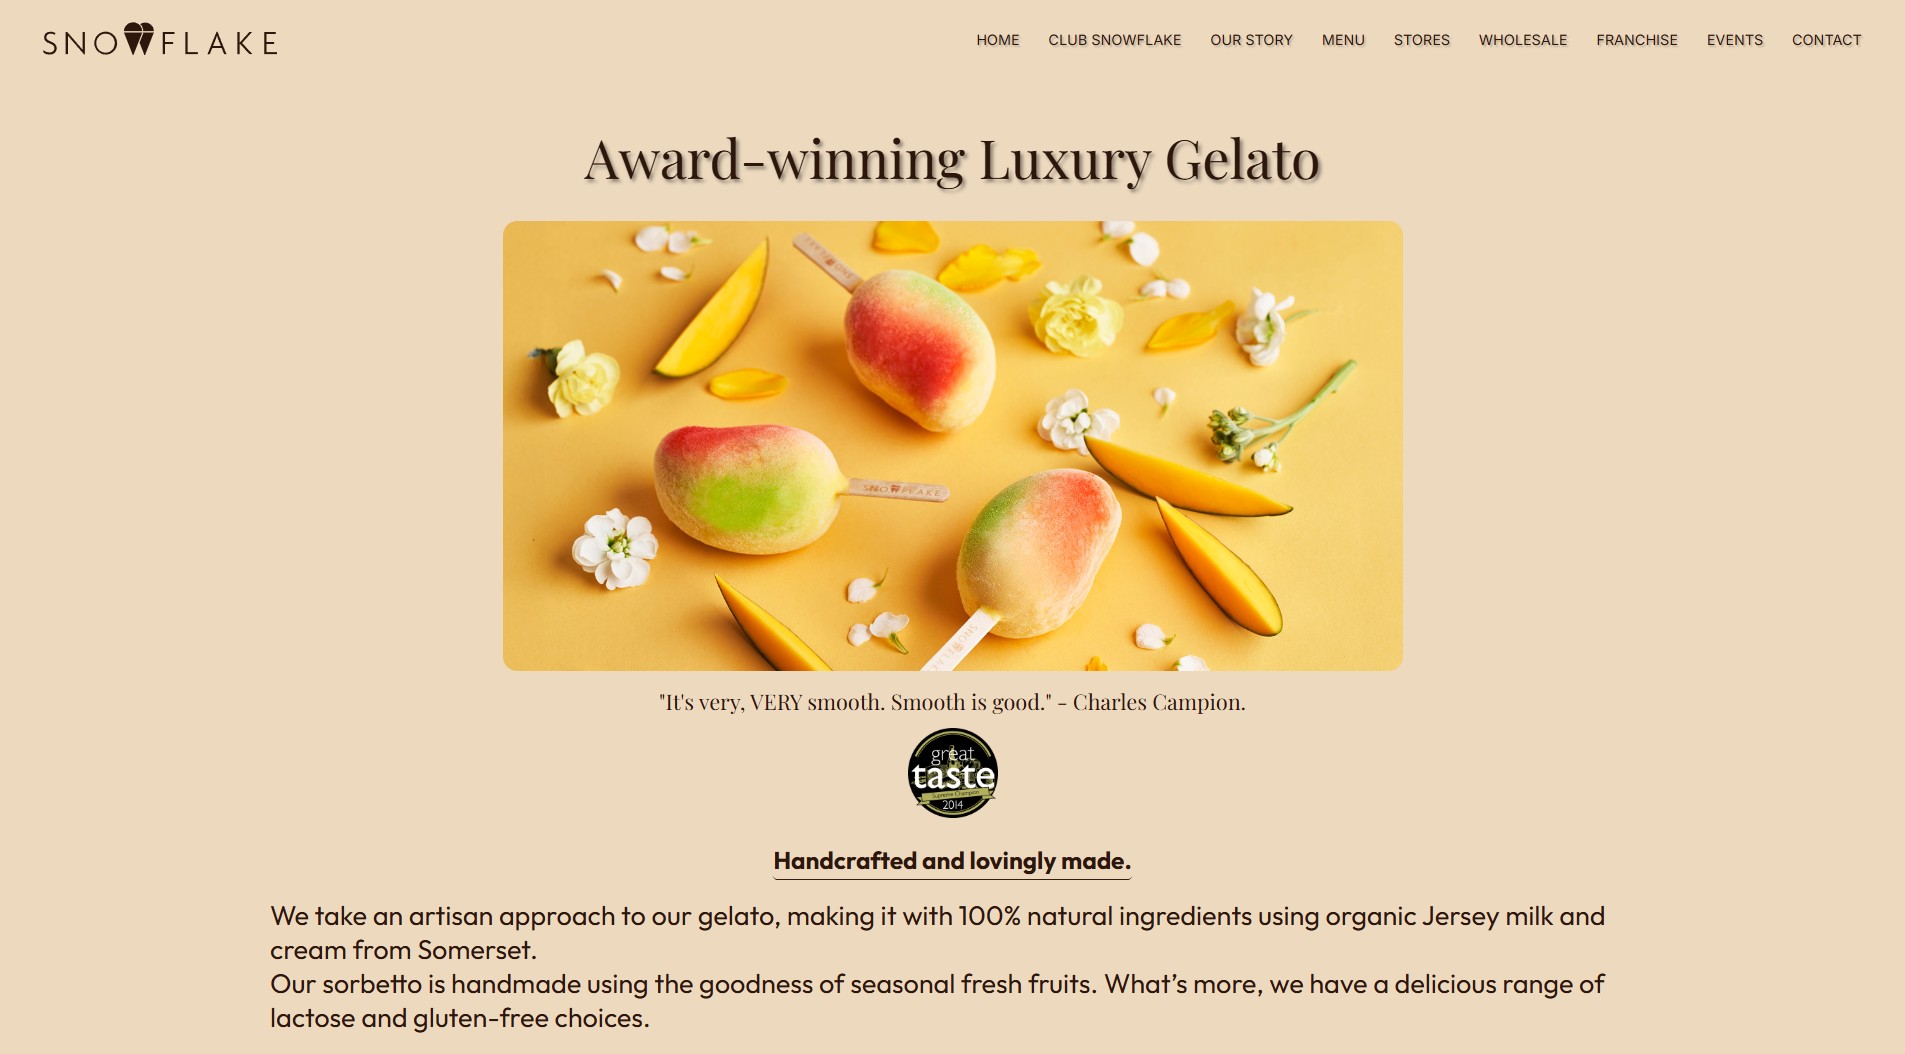 SNOWFLAKE
HOME CLUB SNOWFLAKE OUR STORY MENU STORES WHOLESALE FRANCHISE EVENTS CONTACT
Award-winning Luxury Gelato
SNOWFLAKE
SNOWFLAKE
SNOWFLAKE
"It's very, VERY smooth. Smooth is good." - Charles Campion.
great
taste
Supreme Champion
2014
Handcrafted and lovingly made.
We take an artisan approach to our gelato, making it with 100% natural ingredients using organic Jersey milk and
cream from Somerset.
Our sorbetto is handmade using the goodness of seasonal fresh fruits. What’s more, we have a delicious range of
lactose and gluten-free choices.